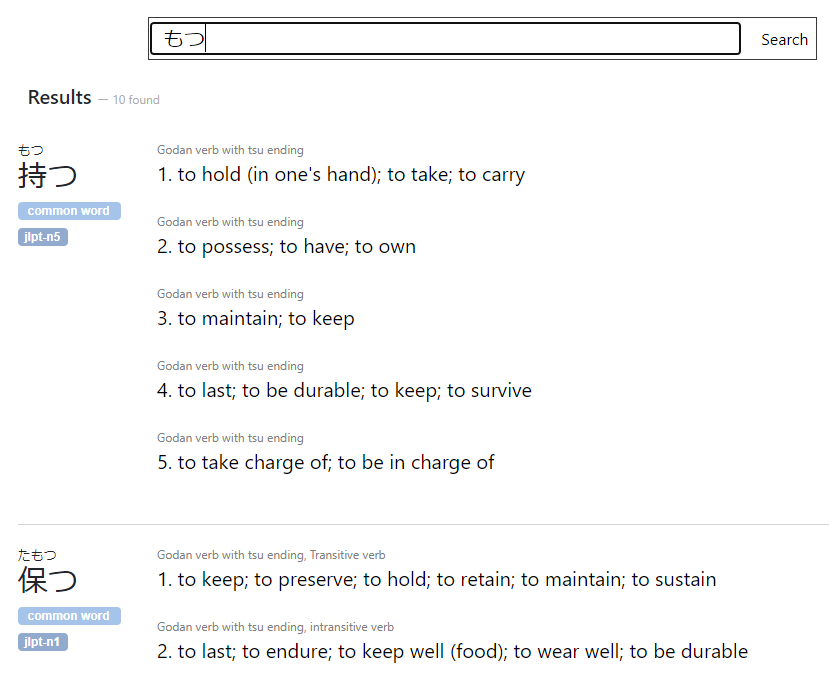 もつ
Search
Results — 10 found
もつ
持つ
common word
jlpt-n5
Godan verb with tsu ending
1. to hold (in one's hand); to take; to carry
Godan verb with tsu ending
2. to possess; to have; to own
Godan verb with tsu ending
3. to maintain; to keep
Godan verb with tsu ending
4. to last; to be durable; to keep; to survive
Godan verb with tsu ending
5. to take charge of; to be in charge of
たもつ
保つ
common word
jlpt-n1
Godan verb with tsu ending, Transitive verb
1. to keep; to preserve; to hold; to retain; to maintain; to sustain
Godan verb with tsu ending, intransitive verb
2. to last; to endure; to keep well (food); to wear well; to be durable